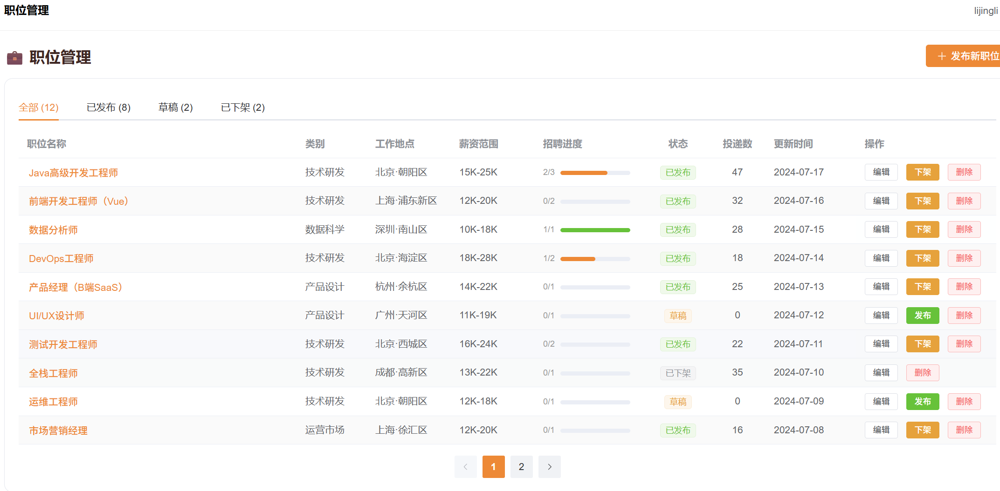 职位管理 lijingli
职位管理 发布新职位
全部 (12) 已发布 (8) 草稿 (2) 已下架 (2)
职位名称 类别 工作地点 薪资范围 招聘进度 状态 投递数 更新时间 操作
Java高级开发工程师 技术研发 北京·朝阳区 15K-25K 2/3 已发布 47 2024-07-17 编辑 下架 删除
前端开发工程师（Vue） 技术研发 上海·浦东新区 12K-20K 0/2 已发布 32 2024-07-16 编辑 下架 删除
数据分析师 数据科学 深圳·南山区 10K-18K 1/1 已发布 28 2024-07-15 编辑 下架 删除
DevOps工程师 技术研发 北京·海淀区 18K-28K 1/2 已发布 18 2024-07-14 编辑 下架 删除
产品经理（B端SaaS） 产品设计 杭州·余杭区 14K-22K 0/1 已发布 25 2024-07-13 编辑 下架 删除
UI/UX设计师 产品设计 广州·天河区 11K-19K 0/1 草稿 0 2024-07-12 编辑 发布 删除
测试开发工程师 技术研发 北京·西城区 16K-24K 0/2 已发布 22 2024-07-11 编辑 下架 删除
全栈工程师 技术研发 成都·高新区 13K-22K 0/1 已下架 35 2024-07-10 编辑 删除
运维工程师 技术研发 北京·朝阳区 12K-18K 0/1 草稿 0 2024-07-09 编辑 发布 删除
市场营销经理 运营市场 上海·徐汇区 12K-20K 0/1 已发布 16 2024-07-08 编辑 下架 删除
1 2